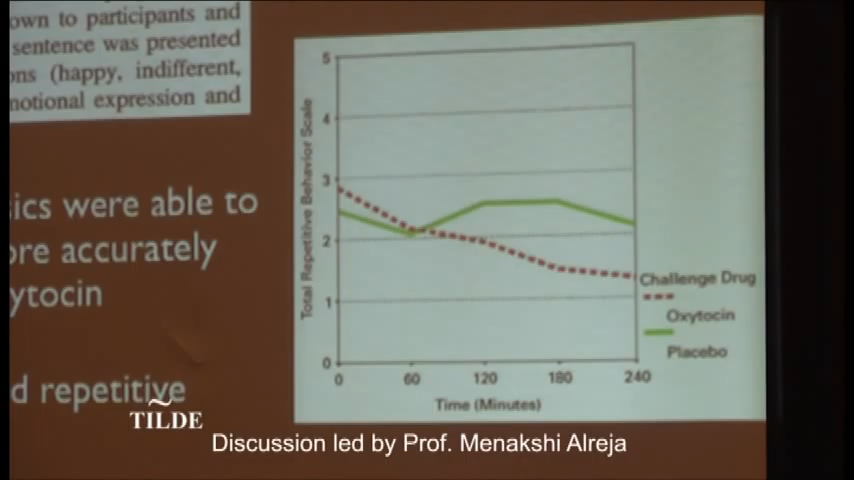 own to participants and
sentence was presented
ons (happy, indifferent,
notional expression and
ics were able to
ore accurately
ytocin
d repetitive
Total Repetitive Behavior Scale
5
4
3
2
1
0
0 60 120 180 240
Time (Minutes)
Challenge Drug
Oxytocin
Placebo
TILDE
Discussion led by Prof. Menakshi Alreja